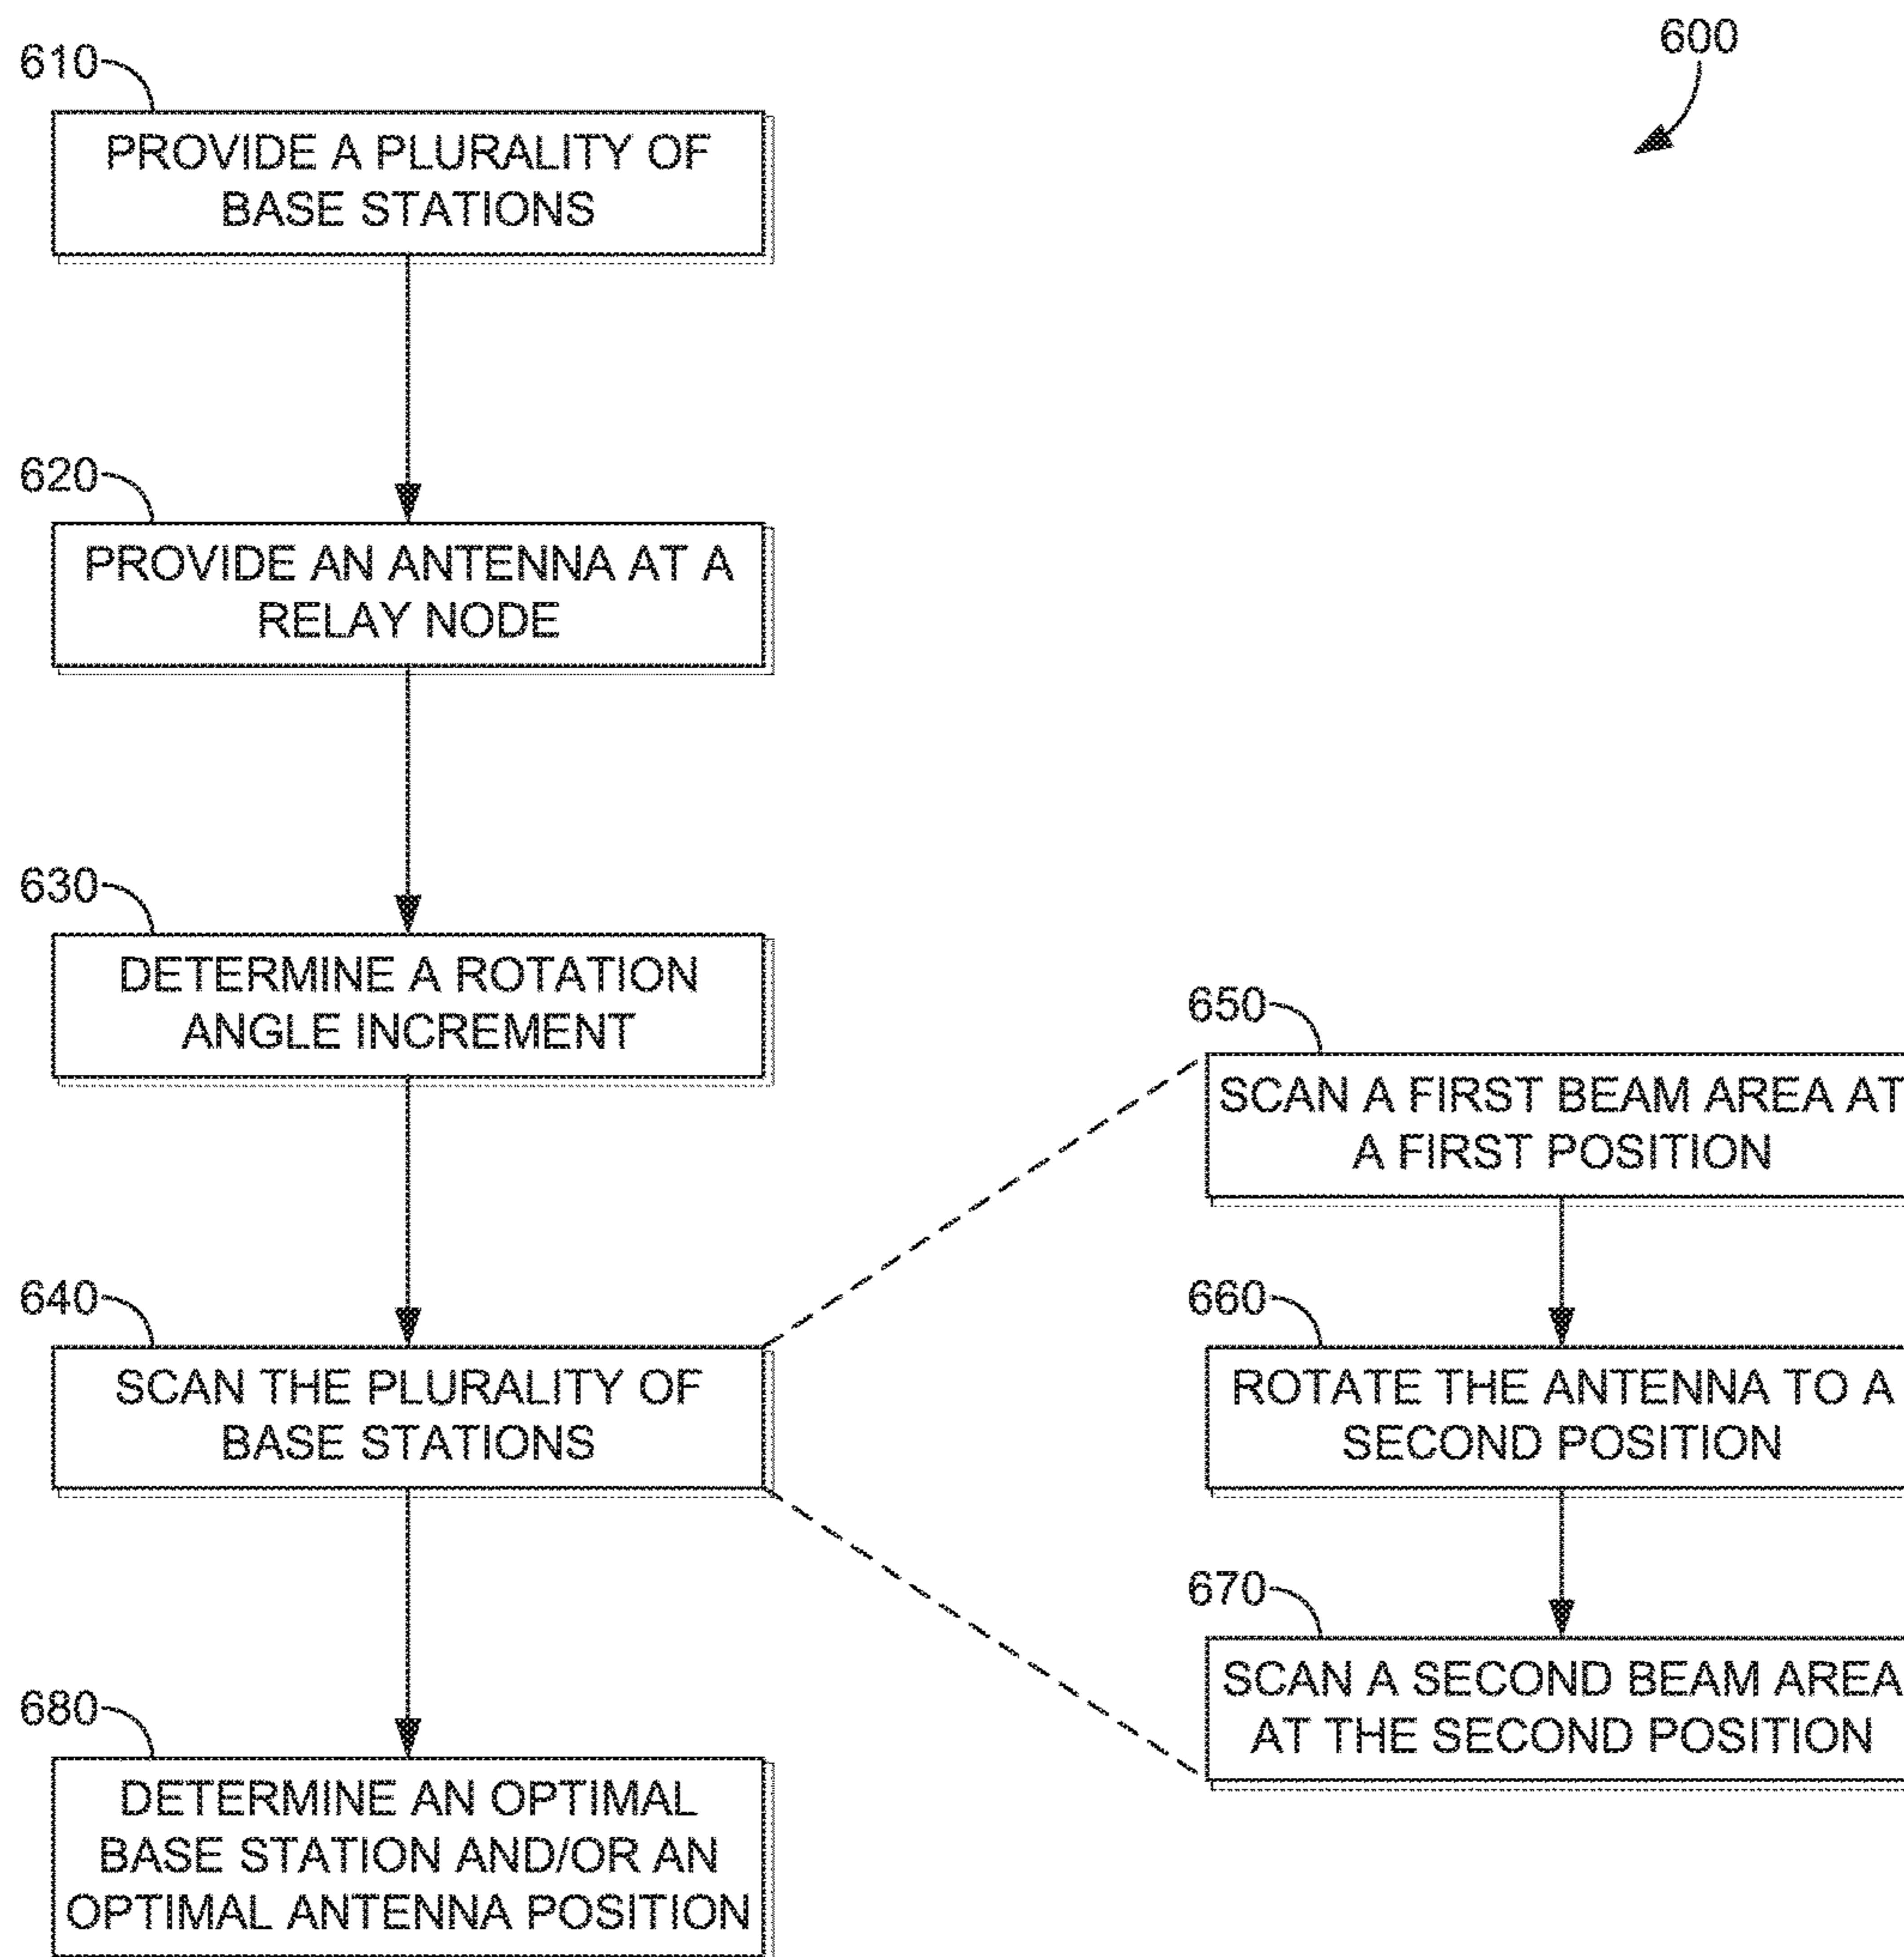 600
610
PROVIDE A PLURALITY OF
BASE STATIONS
620
PROVIDE AN ANTENNA AT A
RELAY NODE
630
DETERMINE A ROTATION
ANGLE INCREMENT
640
SCAN THE PLURALITY OF
BASE STATIONS
650
SCAN A FIRST BEAM AREA AT
A FIRST POSITION
660
ROTATE THE ANTENNA TO A
SECOND POSITION
670
SCAN A SECOND BEAM AREA
AT THE SECOND POSITION
680
DETERMINE AN OPTIMAL
BASE STATION AND/OR AN
OPTIMAL ANTENNA POSITION